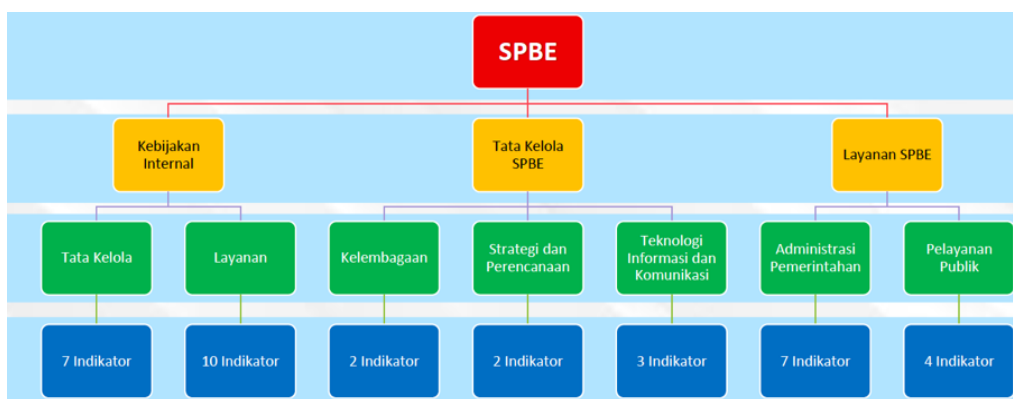 SPBE
Kebijakan
Internal
Tata Kelola
SPBE
Layanan SPBE
Tata Kelola
Layanan
Kelembagaan
Strategi dan
Perencanaan
Teknologi
Informasi dan
Komunikasi
Administrasi
Pemerintahan
Pelayanan
Publik
7 Indikator
10 Indikator
2 Indikator
2 Indikator
3 Indikator
7 Indikator
4 Indikator